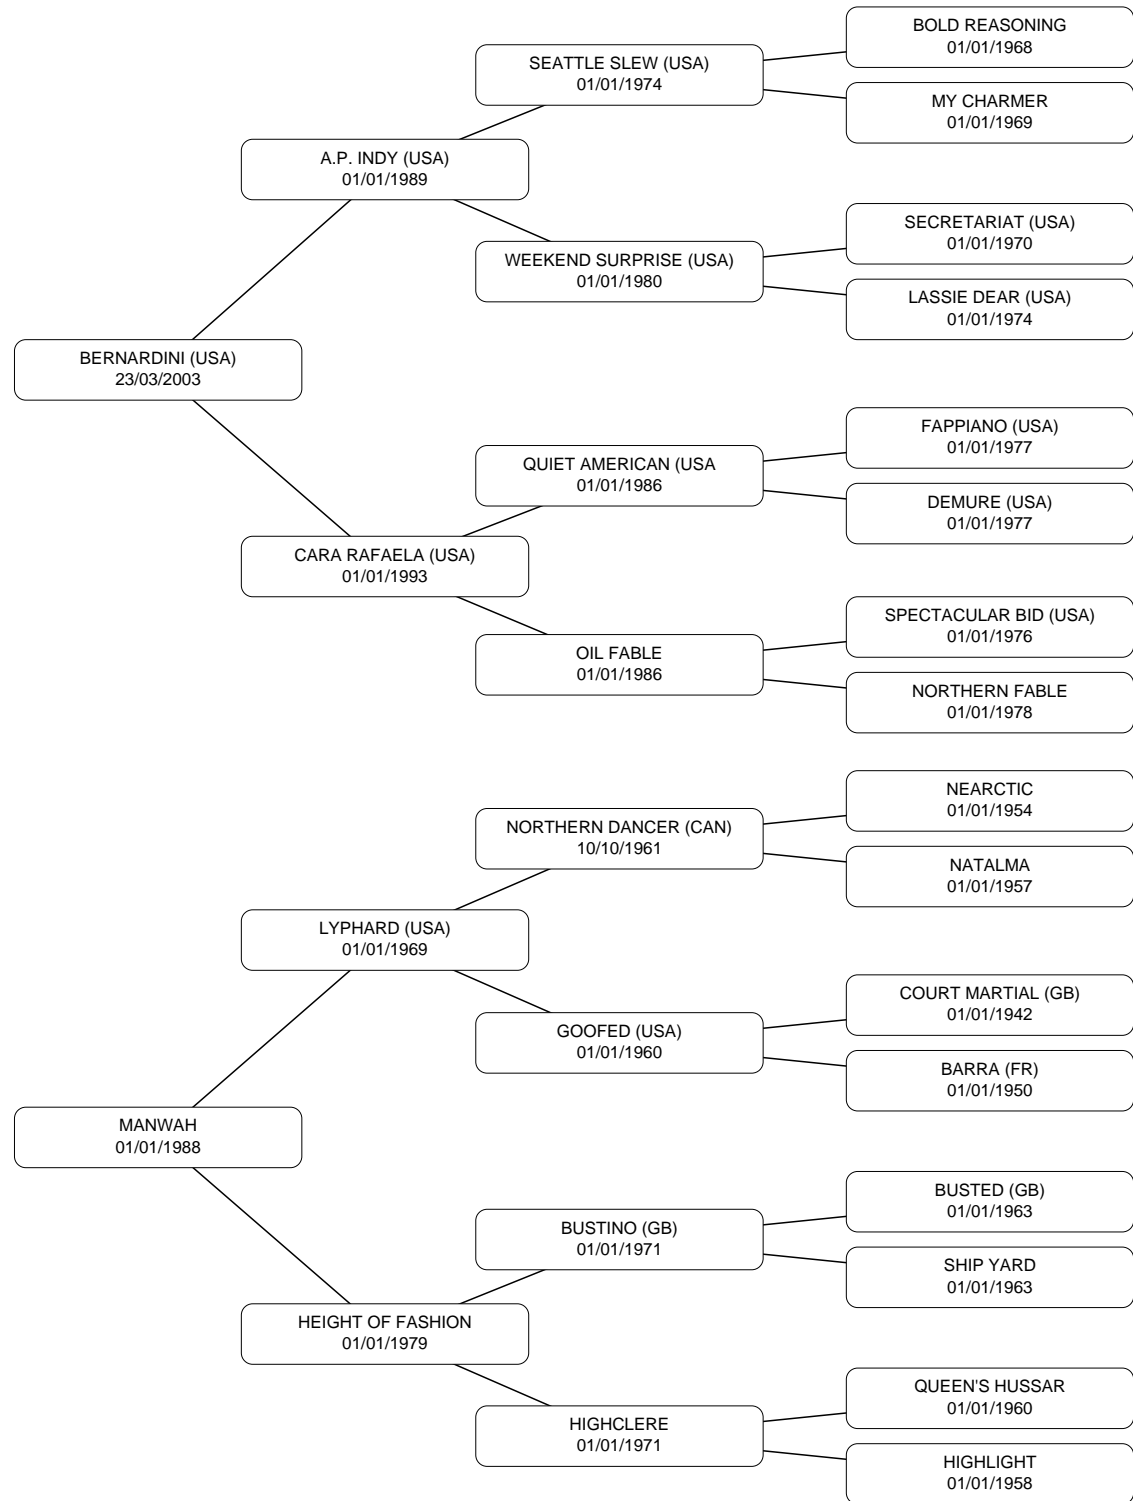 BOLD REASONING
01/01/1968
SEATTLE SLEW (USA)
01/01/1974
MY CHARMER
01/01/1969
A.P. INDY (USA)
01/01/1989
SECRETARIAT (USA)
01/01/1970
WEEKEND SURPRISE (USA)
01/01/1980
LASSIE DEAR (USA)
01/01/1974
BERNARDINI (USA)
23/03/2003
FAPPIANO (USA)
01/01/1977
QUIET AMERICAN (USA
01/01/1986
DEMURE (USA)
01/01/1977
CARA RAFAELA (USA)
01/01/1993
SPECTACULAR BID (USA)
01/01/1976
OIL FABLE
01/01/1986
NORTHERN FABLE
01/01/1978
NEARCTIC
01/01/1954
NORTHERN DANCER (CAN)
10/10/1961
NATALMA
01/01/1957
LYPHARD (USA)
01/01/1969
COURT MARTIAL (GB)
01/01/1942
GOOFED (USA)
01/01/1960
BARRA (FR)
01/01/1950
MANWAH
01/01/1988
BUSTED (GB)
01/01/1963
BUSTINO (GB)
01/01/1971
SHIP YARD
01/01/1963
HEIGHT OF FASHION
01/01/1979
QUEEN'S HUSSAR
01/01/1960
HIGHCLERE
01/01/1971
HIGHLIGHT
01/01/1958